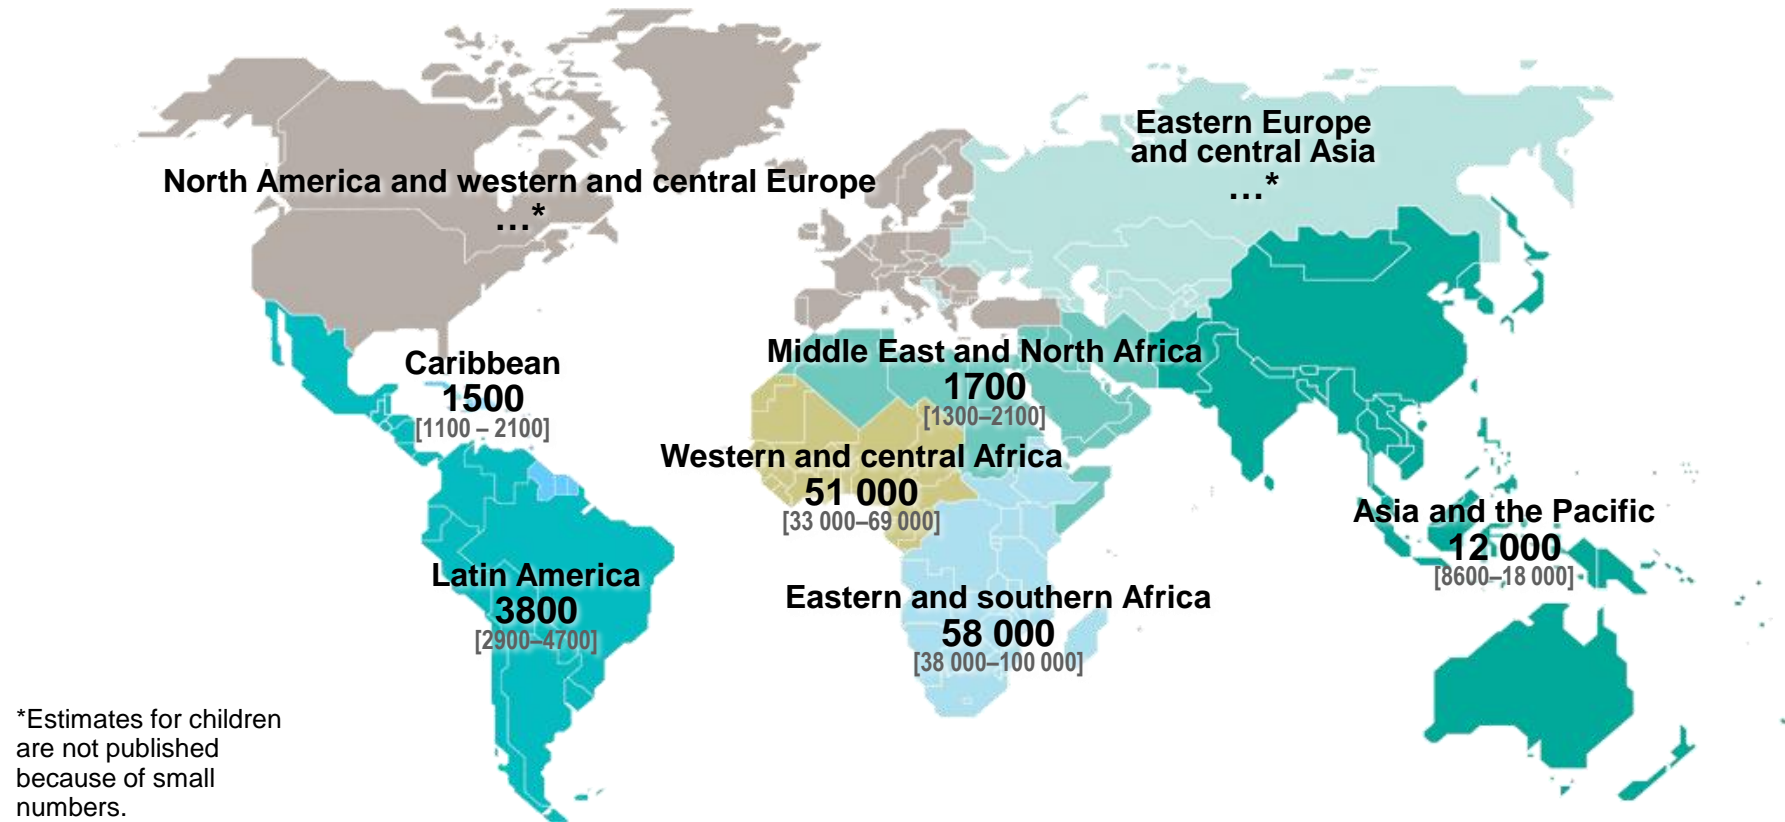 North America and western and central Europe
…*
Eastern Europe
and central Asia
…*
Caribbean
1500
[1100 – 2100]
Middle East and North Africa
1700
[1300–2100]
Western and central Africa
51 000
[33 000–69 000]
Asia and the Pacific
12 000
[8600–18 000]
Latin America
3800
[2900–4700]
Eastern and southern Africa
58 000
[38 000–100 000]
*Estimates for children
are not published
because of small
numbers.